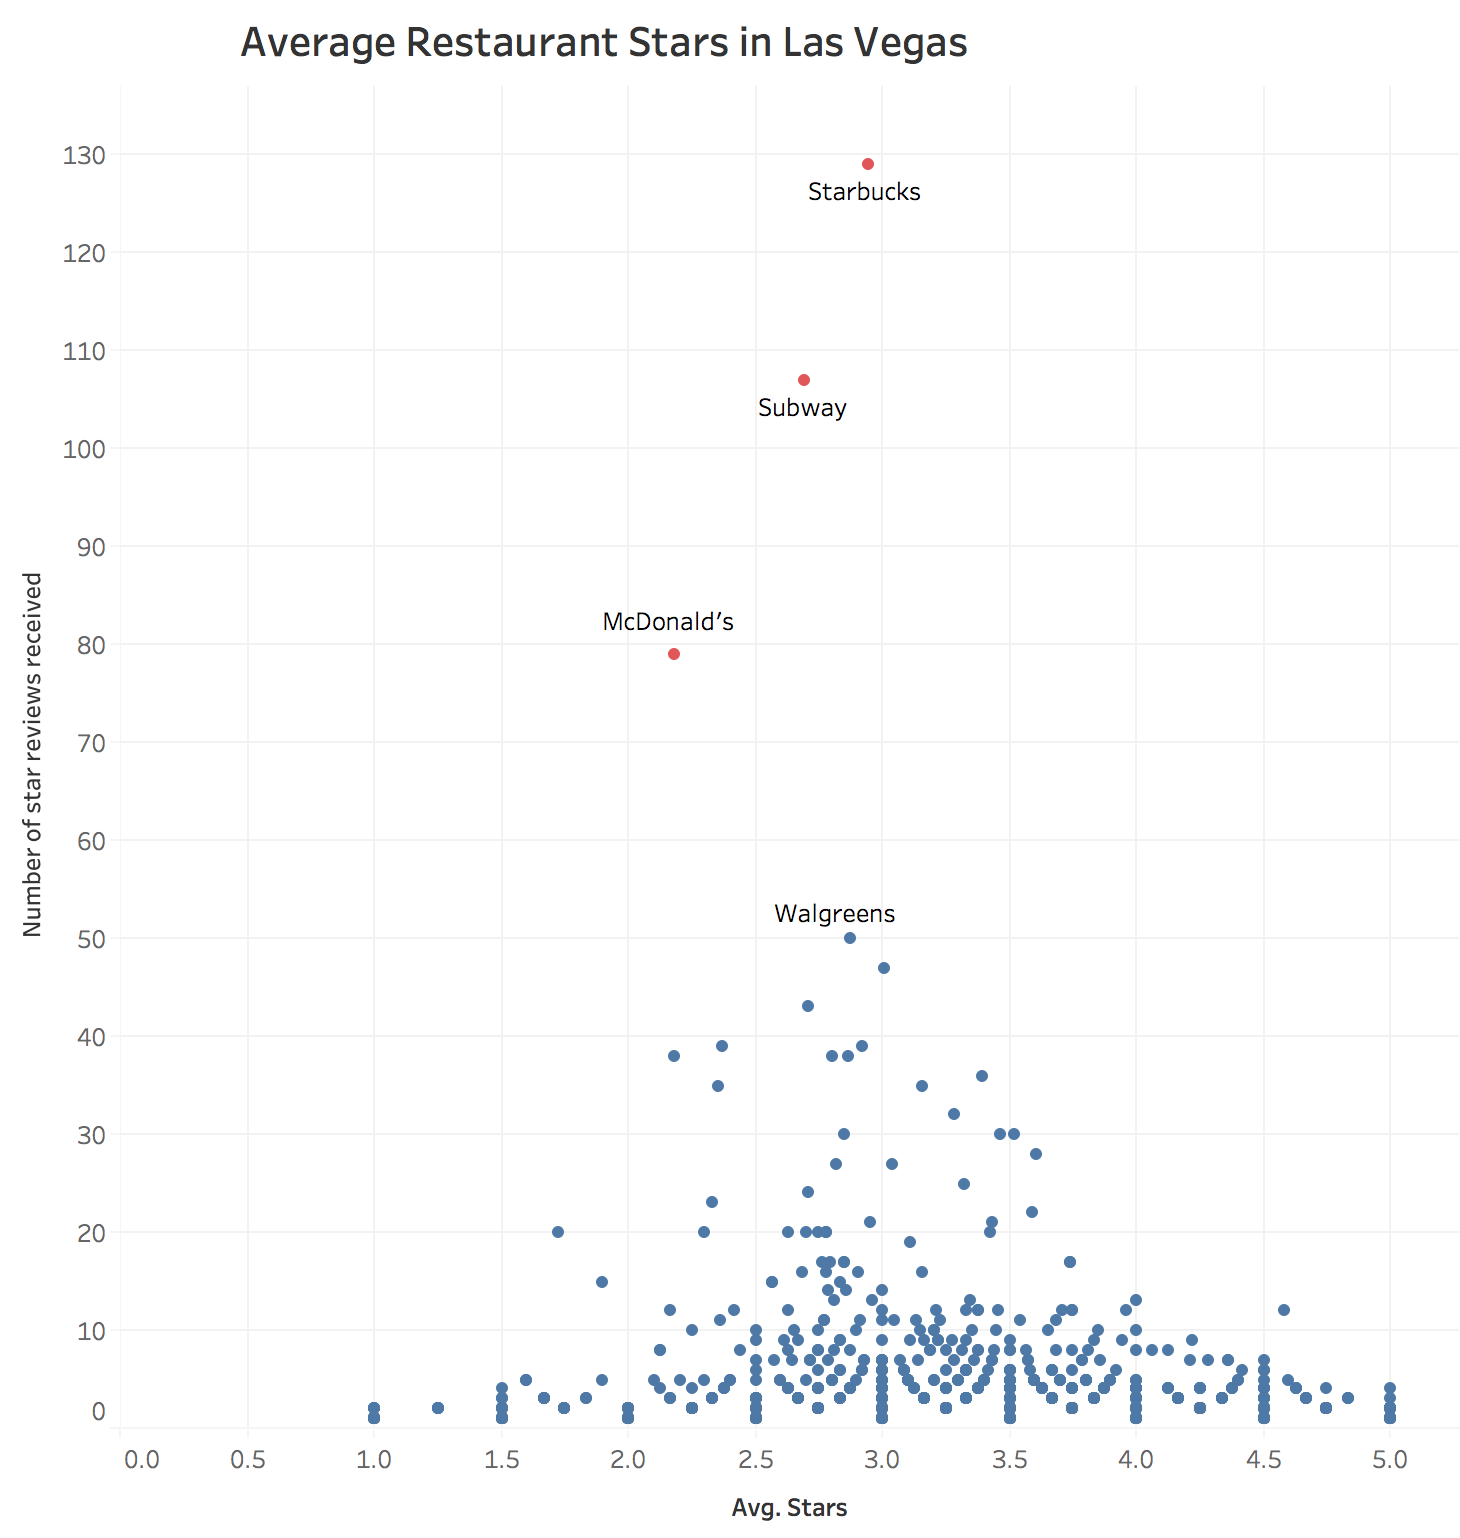 Average Restaurant Stars in Las Vegas
130
Starbucks
120
110
Subway
100
90
McDonald's
80
70
60
Walgreens
50
40
30
20
10
0
Number of star reviews received
0.0 0.5 1.0 1.5 2.0 2.5 3.0 3.5 4.0 4.5 5.0
Avg. Stars